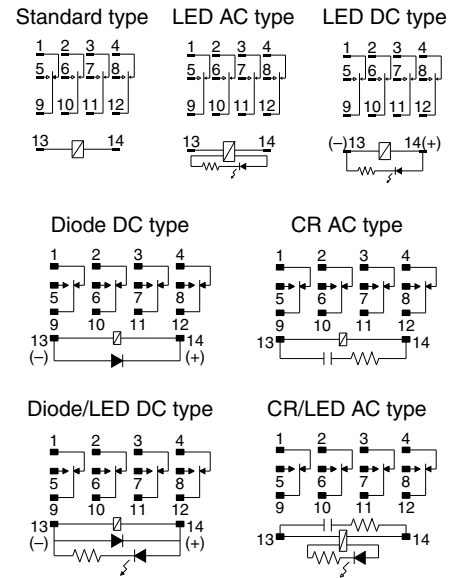 Standard type LED AC type LED DC type
1 2 3 4 1 2 3 4 1 2 3 4
5 6 7 8 5 6 7 8 5 6 7 8
9 10 11 12 9 10 11 12 9 10 11 12
13 14 13 14 (–)13 14(+)
Diode DC type CR AC type
1 2 3 4 1 2 3 4
5 6 7 8 5 6 7 8
9 10 11 12 9 10 11 12
13 14 13 14
(–) (+)
Diode/LED DC type CR/LED AC type
1 2 3 4 1 2 3 4
5 6 7 8 5 6 7 8
9 10 11 12 9 10 11 12
13 14 13 14
(–) (+)